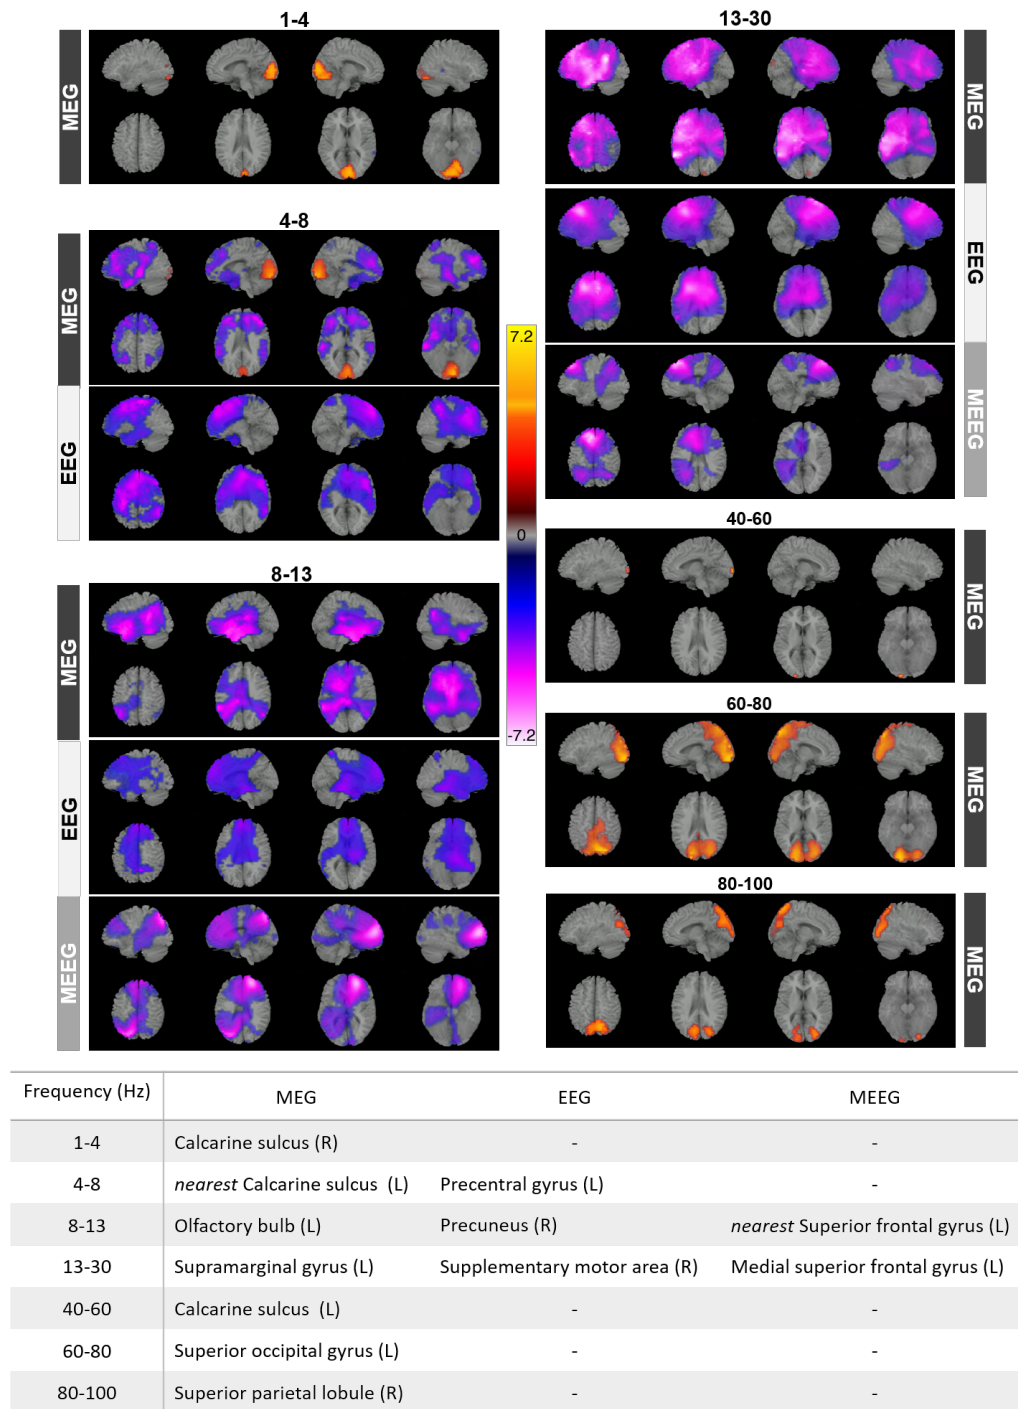 1-4
MEG
4-8
MEG
EEG
8-13
MEG
EEG
MEEG
7.2
0
-7.2
13-30
MEG
EEG
MEEG
40-60
MEG
60-80
MEG
80-100
MEG
Frequency (Hz) MEG EEG MEEG
1-4 Calcarine sulcus (R) - -
4-8 nearest Calcarine sulcus (L) Precentral gyrus (L) -
8-13 Olfactory bulb (L) Precuneus (R) nearest Superior frontal gyrus (L)
13-30 Supramarginal gyrus (L) Supplementary motor area (R) Medial superior frontal gyrus (L)
40-60 Calcarine sulcus (L) - -
60-80 Superior occipital gyrus (L) - -
80-100 Superior parietal lobule (R) - -